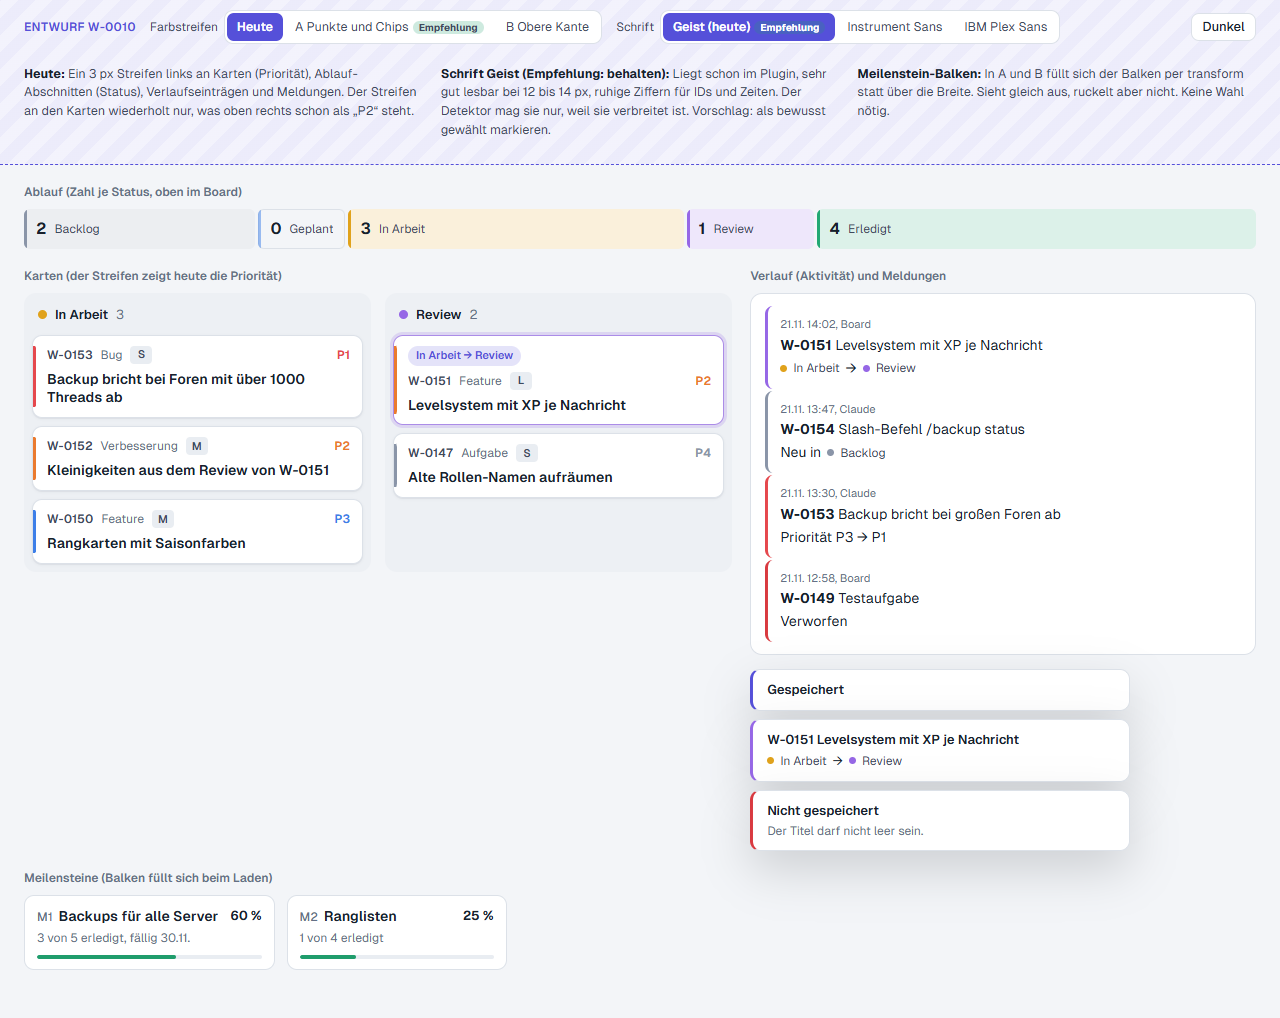 ENTWURF W-0010 Farbstreifen Heute A Punkte und Chips Empfehlung B Obere Kante Schrift Geist (heute) Empfehlung Instrument Sans IBM Plex Sans Dunkel
Heute: Ein 3 px Streifen links an Karten (Priorität), Ablauf-
Abschnitten (Status), Verlaufseinträgen und Meldungen. Der Streifen
an den Karten wiederholt nur, was oben rechts schon als „P2“ steht.
Schrift Geist (Empfehlung: behalten): Liegt schon im Plugin, sehr
gut lesbar bei 12 bis 14 px, ruhige Ziffern für IDs und Zeiten. Der
Detektor mag sie nur, weil sie verbreitet ist. Vorschlag: als bewusst
gewählt markieren.
Meilenstein-Balken: In A und B füllt sich der Balken per transform
statt über die Breite. Sieht gleich aus, ruckelt aber nicht. Keine Wahl
nötig.
Ablauf (Zahl je Status, oben im Board)
2 Backlog 0 Geplant 3 In Arbeit 1 Review 4 Erledigt
Karten (der Streifen zeigt heute die Priorität)
In Arbeit 3
W-0153 Bug S P1
Backup bricht bei Foren mit über 1000
Threads ab
W-0152 Verbesserung M P2
Kleinigkeiten aus dem Review von W-0151
W-0150 Feature M P3
Rangkarten mit Saisonfarben
Review 2
In Arbeit → Review
W-0151 Feature L P2
Levelsystem mit XP je Nachricht
W-0147 Aufgabe S P4
Alte Rollen-Namen aufräumen
Verlauf (Aktivität) und Meldungen
21.11. 14:02, Board
W-0151 Levelsystem mit XP je Nachricht
In Arbeit → Review
21.11. 13:47, Claude
W-0154 Slash-Befehl /backup status
Neu in Backlog
21.11. 13:30, Claude
W-0153 Backup bricht bei großen Foren ab
Priorität P3 → P1
21.11. 12:58, Board
W-0149 Testaufgabe
Verworfen
Gespeichert
W-0151 Levelsystem mit XP je Nachricht
In Arbeit → Review
Nicht gespeichert
Der Titel darf nicht leer sein.
Meilensteine (Balken füllt sich beim Laden)
M1 Backups für alle Server 60 %
3 von 5 erledigt, fällig 30.11.
M2 Ranglisten 25 %
1 von 4 erledigt